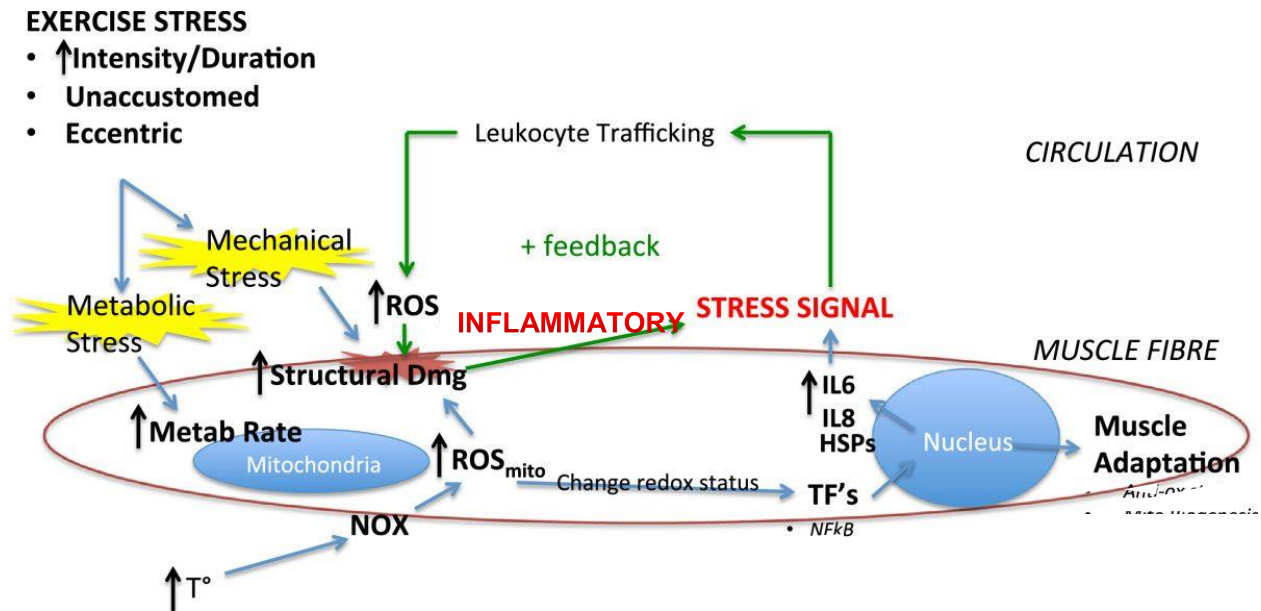 EXERCISE STRESS
• ↑Intensity/Duration
• Unaccustomed
• Eccentric
Leukocyte Trafficking
CIRCULATION
Mechanical
Stress
+ feedback
Metabolic
Stress
↑ROS
INFLAMMATORY
STRESS SIGNAL
MUSCLE FIBRE
↑Structural Dmg
↑IL6
IL8
HSPs
↑Metab Rate
Mitochondria
↑ROSmito
Change redox status
TF's
• NFkB
Nucleus
Muscle
Adaptation
NOX
↑T°